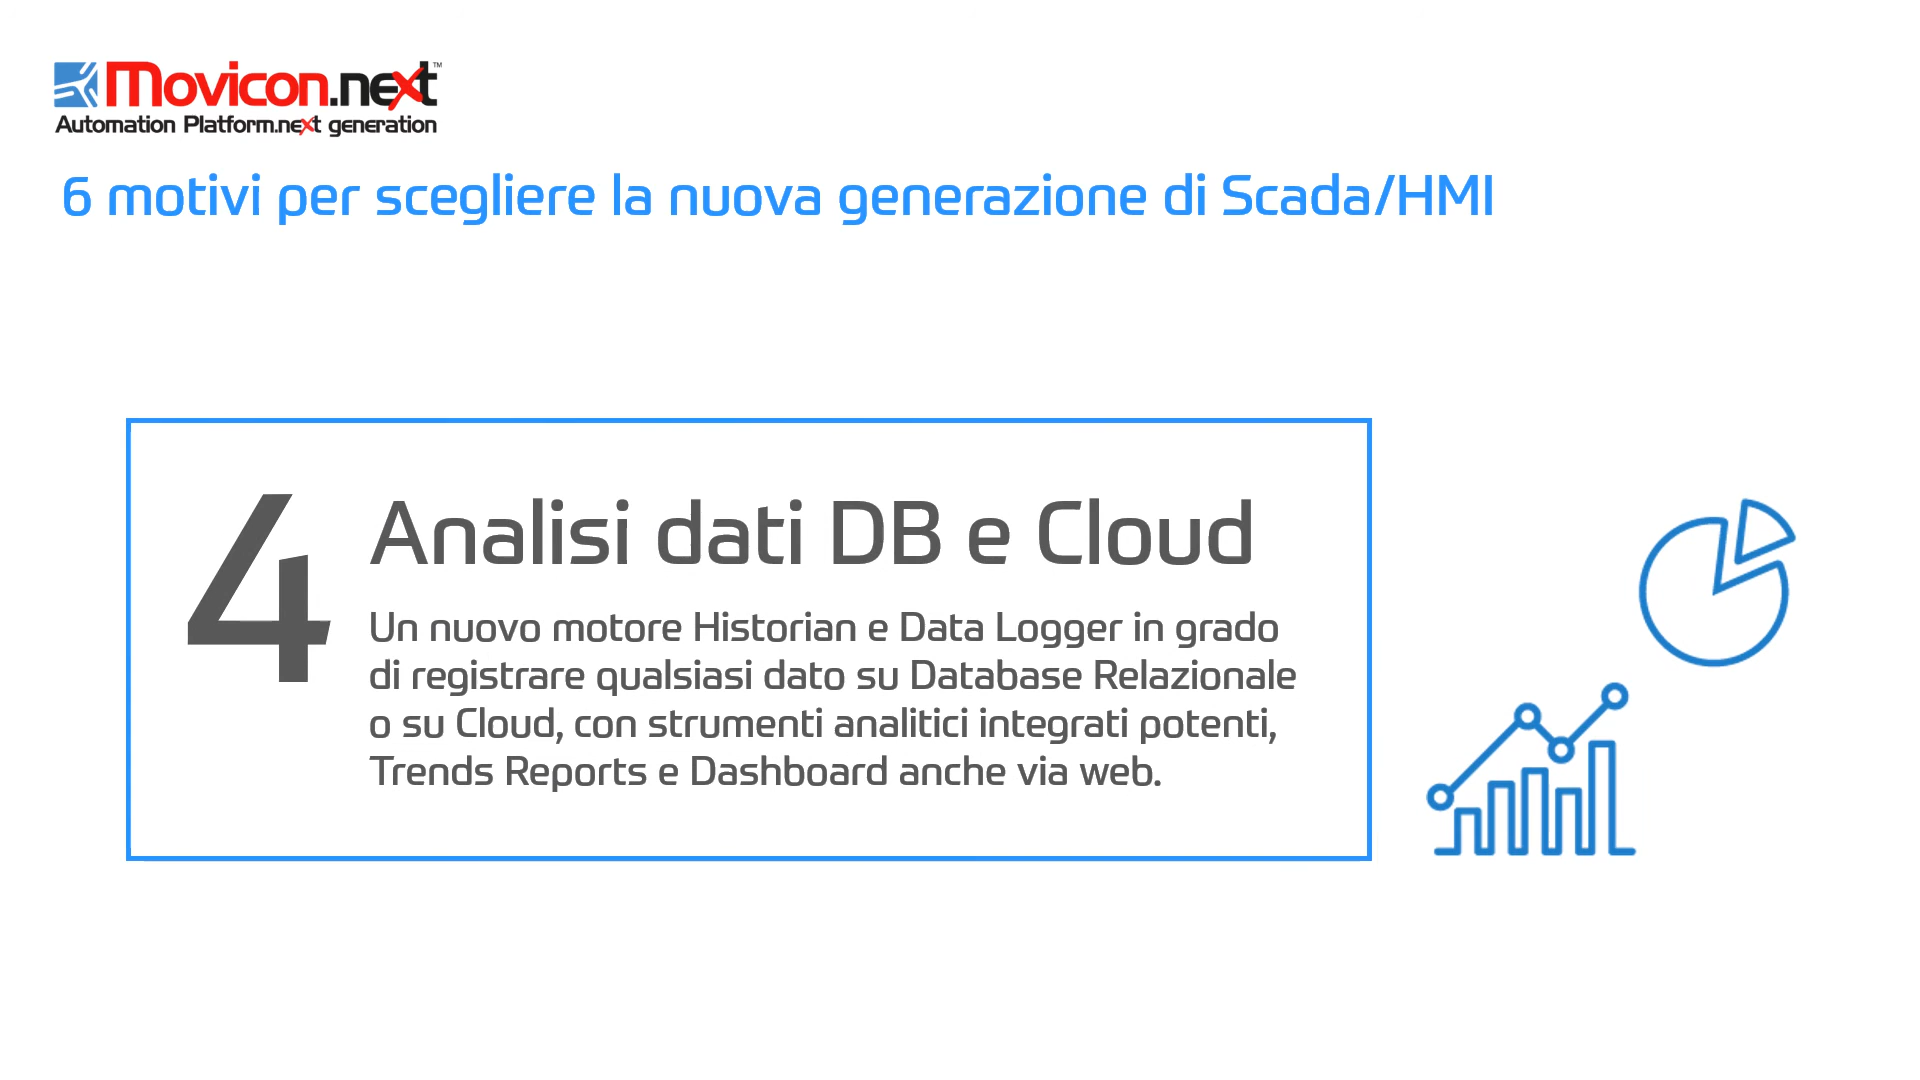 Movicon.next™
Automation Platform.next generation
6 motivi per scegliere la nuova generazione di Scada/HMI
4
Analisi dati DB e Cloud
Un nuovo motore Historian e Data Logger in grado
di registrare qualsiasi dato su Database Relazionale
o su Cloud, con strumenti analitici integrati potenti,
Trends Reports e Dashboard anche via web.